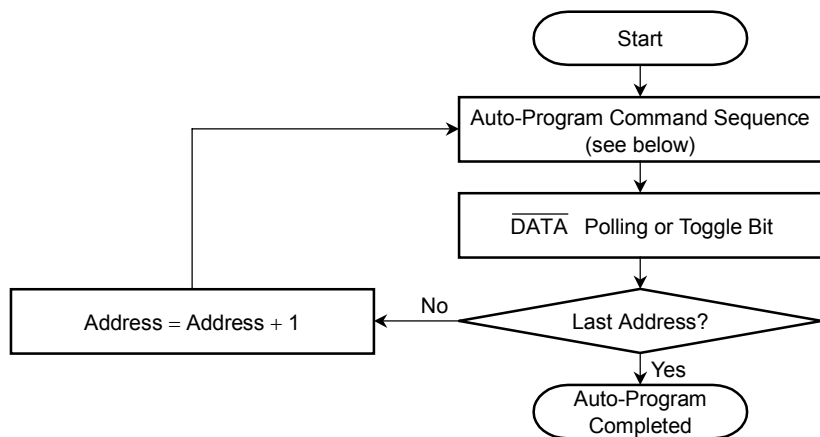 Start
Auto-Program Command Sequence
(see below)
DATA Polling or Toggle Bit
Address = Address + 1
No
Last Address?
Yes
Auto-Program
Completed